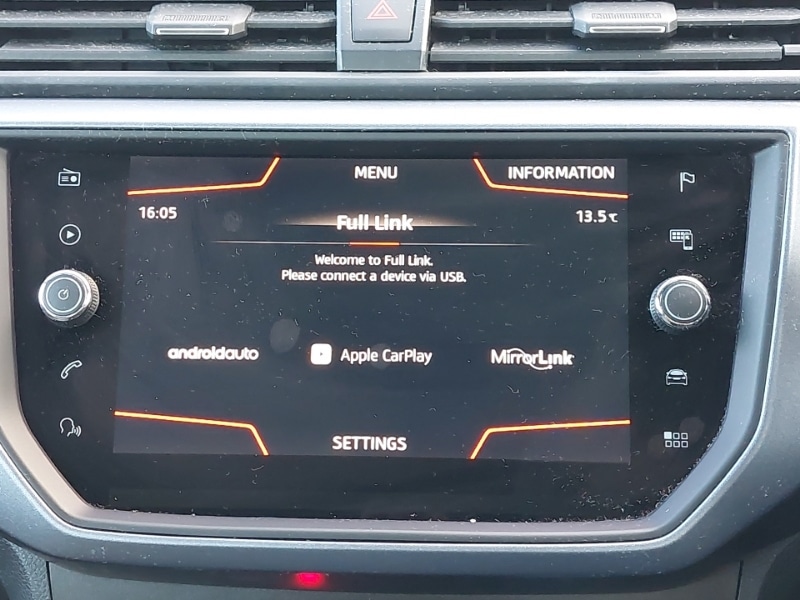 MENU
INFORMATION
16:05
13.5℃
Full Link
Welcome to Full Link.
Please connect a device via USB.
androidauto
Apple CarPlay
MirrorLink
SETTINGS